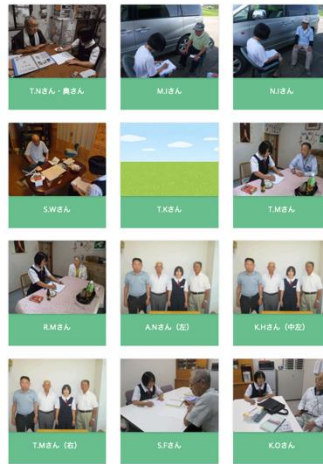 T.Nさん・奥さん
M.Iさん
N.Iさん
S.Wさん
T.Kさん
T.Mさん
R.Mさん
A.Nさん（左）
K.Hさん（中左）
T.Mさん（右）
S.Fさん
K.Oさん